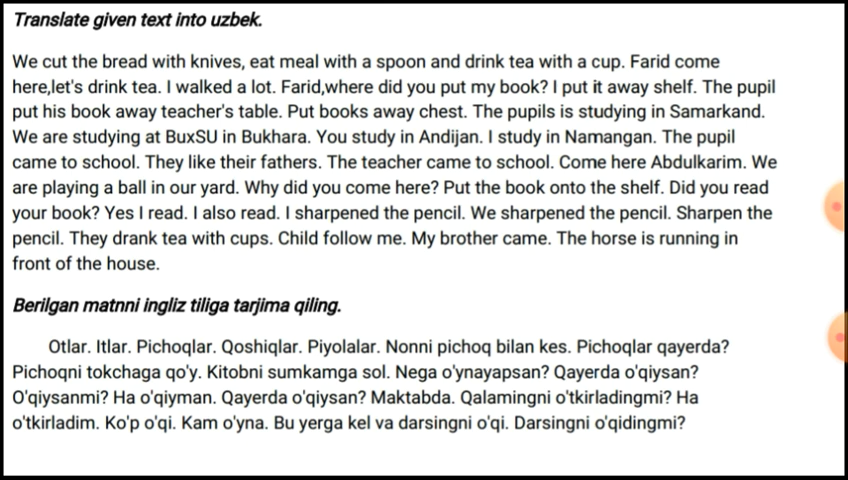 Translate given text into uzbek.
We cut the bread with knives, eat meal with a spoon and drink tea with a cup. Farid come
here,let's drink tea. I walked a lot. Farid,where did you put my book? I put it away shelf. The pupil
put his book away teacher's table. Put books away chest. The pupils is studying in Samarkand.
We are studying at BuxSU in Bukhara. You study in Andijan. I study in Namangan. The pupil
came to school. They like their fathers. The teacher came to school. Come here Abdulkarim. We
are playing a ball in our yard. Why did you come here? Put the book onto the shelf. Did you read
your book? Yes I read. I also read. I sharpened the pencil. We sharpened the pencil. Sharpen the
pencil. They drank tea with cups. Child follow me. My brother came. The horse is running in
front of the house.
Berilgan matnni ingliz tiliga tarjima qiling.
Otlar. Itlar. Pichoqlar. Qoshiqlar. Piyolalar. Nonni pichoq bilan kes. Pichoqlar qayerda?
Pichoqni tokchaga qo'y. Kitobni sumkamga sol. Nega o'ynayapsan? Qayerda o'qiysan?
O'qiysanmi? Ha o'qiyman. Qayerda o'qiysan? Maktabda. Qalamingni o'tkirladingmi? Ha
o'tkirladim. Ko'p o'qi. Kam o'yna. Bu yerga kel va darsingni o'qi. Darsingni o'qidingmi?